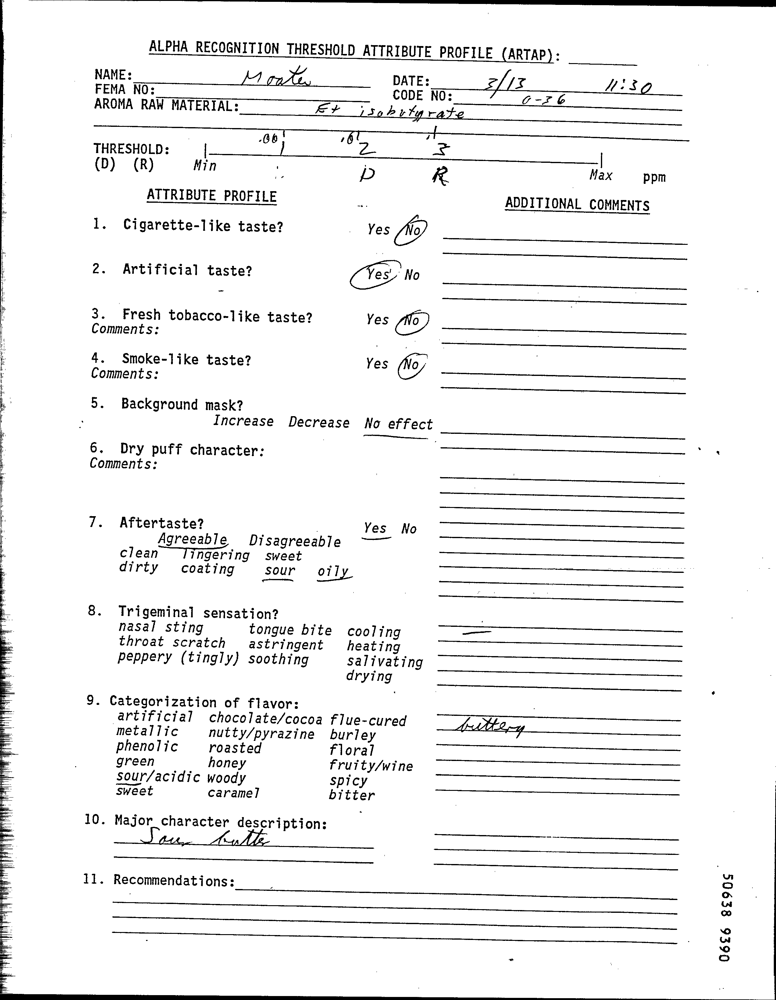 ALPHA RECOGNITION THRESHOLD ATTRIBUTE PROFILE (ARTAP):
NAME: Moates DATE: 3/13 11:30
FEMA NO: CODE NO: 0-36
AROMA RAW MATERIAL: Et isobutyrate
.001 .01 .1
THRESHOLD: 1 2 3
(D) (R) Min D R Max ppm
ATTRIBUTE PROFILE ADDITIONAL COMMENTS
1. Cigarette-like taste? Yes No
2. Artificial taste? Yes No
3. Fresh tobacco-like taste? Yes No
Comments:
4. Smoke-like taste? Yes No
Comments:
5. Background mask?
Increase Decrease No effect
6. Dry puff character:
Comments:
7. Aftertaste? Yes No
Agreeable Disagreeable
clean lingering sweet
dirty coating sour oily
8. Trigeminal sensation?
nasal sting tongue bite cooling
throat scratch astringent heating
peppery (tingly) soothing salivating
drying
9. Categorization of flavor:
artificial chocolate/cocoa flue-cured
metallic nutty/pyrazine burley buttery
phenolic roasted floral
green honey fruity/wine
sour/acidic woody spicy
sweet caramel bitter
10. Major character description:
Sour butter
11. Recommendations:
50638 9390